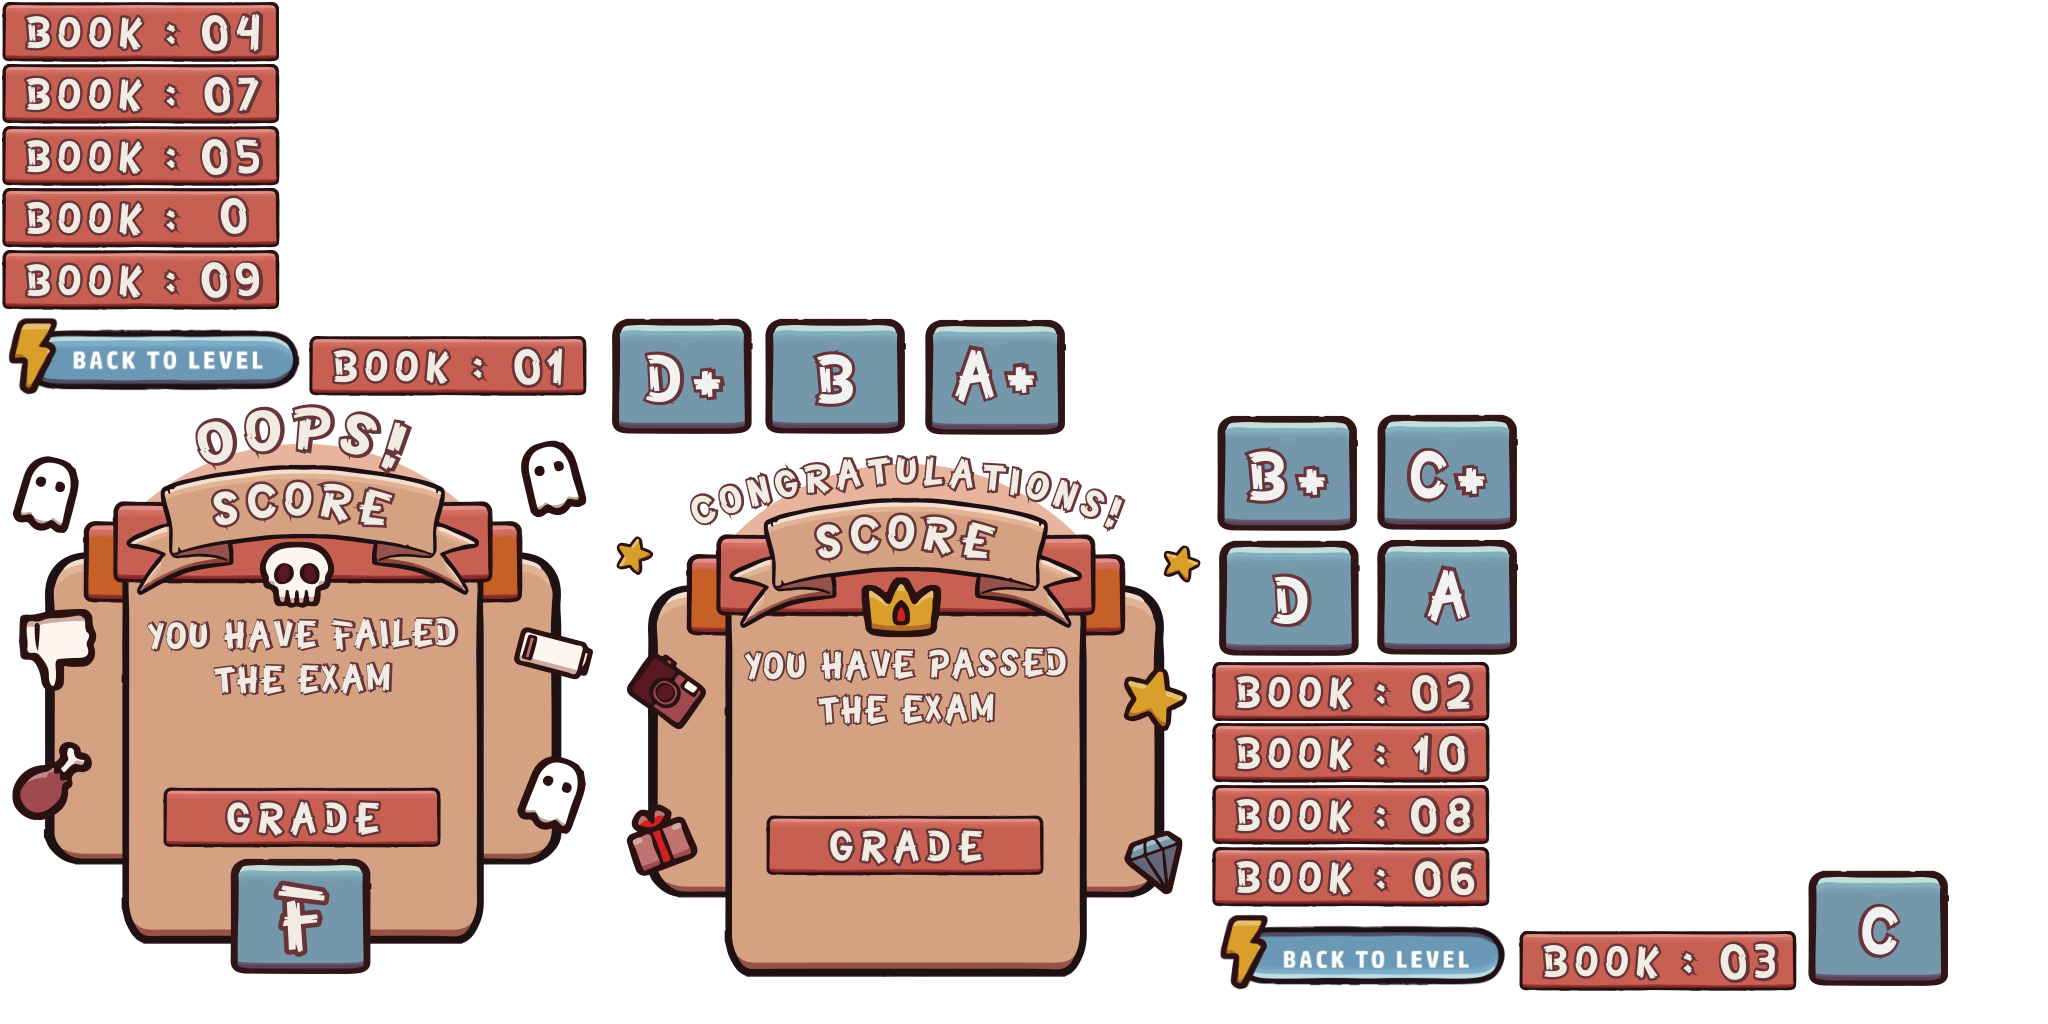 BOOK : 04
BOOK : 07
BOOK : 05
BOOK : 0
BOOK : 09
BACK TO LEVEL
BOOK : 01
D+
B
A+
OOPS!
SCORE
YOU HAVE FAILED
THE EXAM
GRADE
F
CONGRATULATIONS!
SCORE
YOU HAVE PASSED
THE EXAM
GRADE
B+
C+
D
A
BOOK : 02
BOOK : 10
BOOK : 08
BOOK : 06
BACK TO LEVEL
BOOK : 03
C